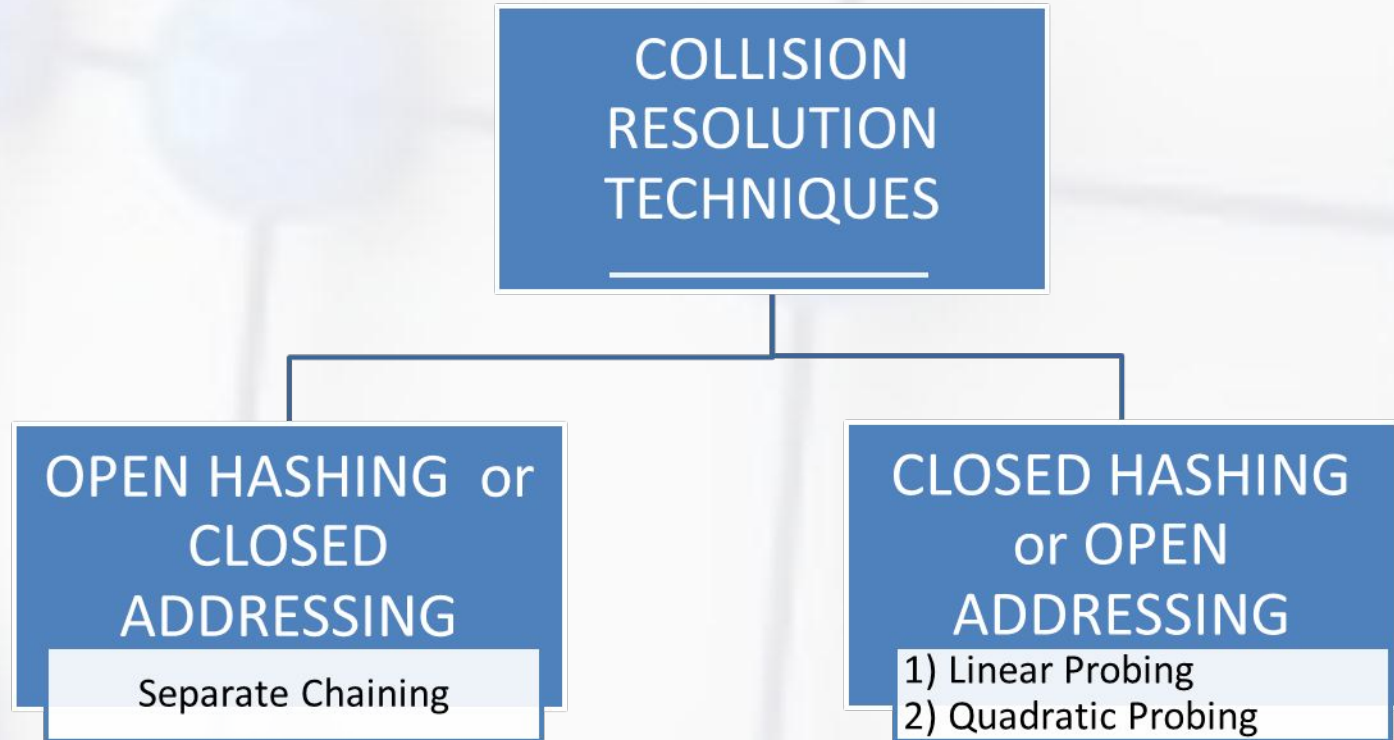 COLLISION
RESOLUTION
TECHNIQUES
OPEN HASHING or
CLOSED
ADDRESSING
Separate Chaining
CLOSED HASHING
or OPEN
ADDRESSING
1) Linear Probing
2) Quadratic Probing